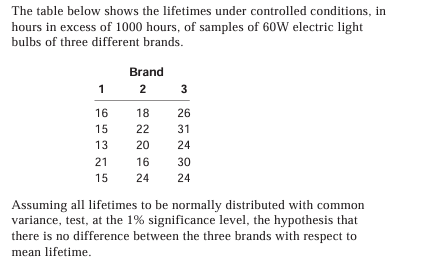 The table below shows the lifetimes under controlled conditions, in
hours in excess of 1000 hours, of samples of 60W electric light
bulbs of three different brands.
Brand
1 2 3
16 18 26
15 22 31
13 20 24
21 16 30
15 24 24
Assuming all lifetimes to be normally distributed with common
variance, test, at the 1% significance level, the hypothesis that
there is no difference between the three brands with respect to
mean lifetime.